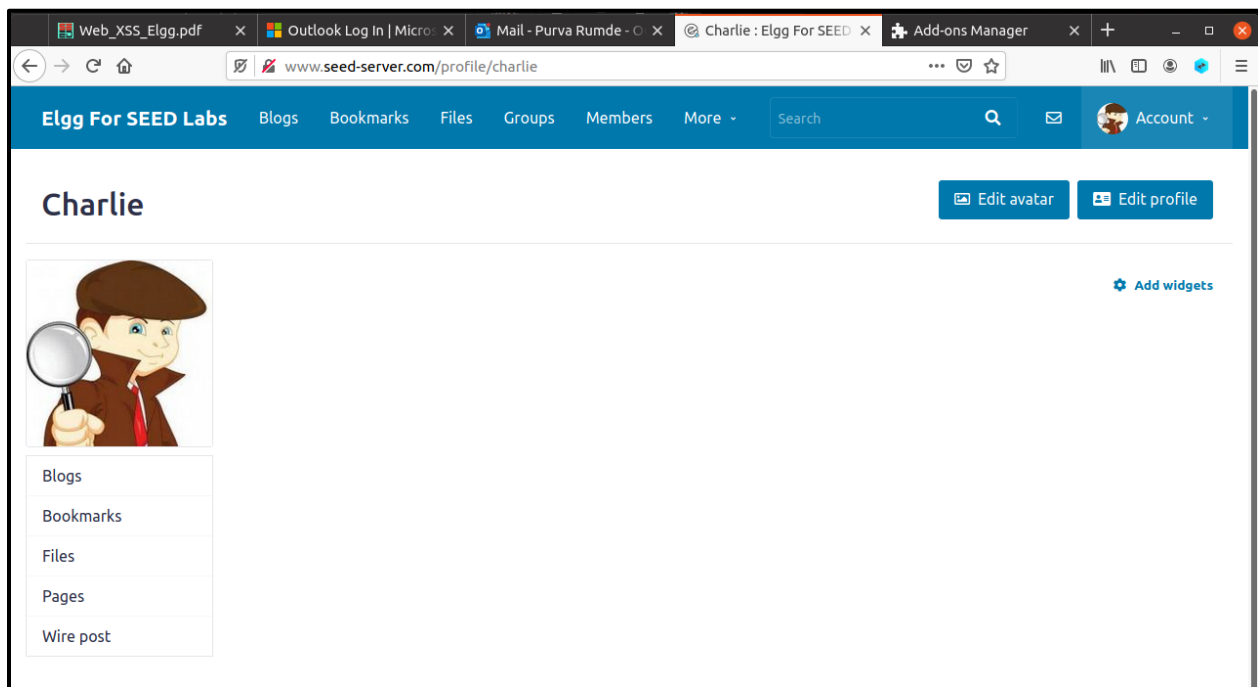 Web_XSS_Elgg.pdf Outlook Log In | Micros Mail - Purva Rumde - O Charlie : Elgg For SEED Add-ons Manager
www.seed-server.com/profile/charlie
Elgg For SEED Labs Blogs Bookmarks Files Groups Members More Search Account
Charlie Edit avatar Edit profile
Add widgets
Blogs
Bookmarks
Files
Pages
Wire post